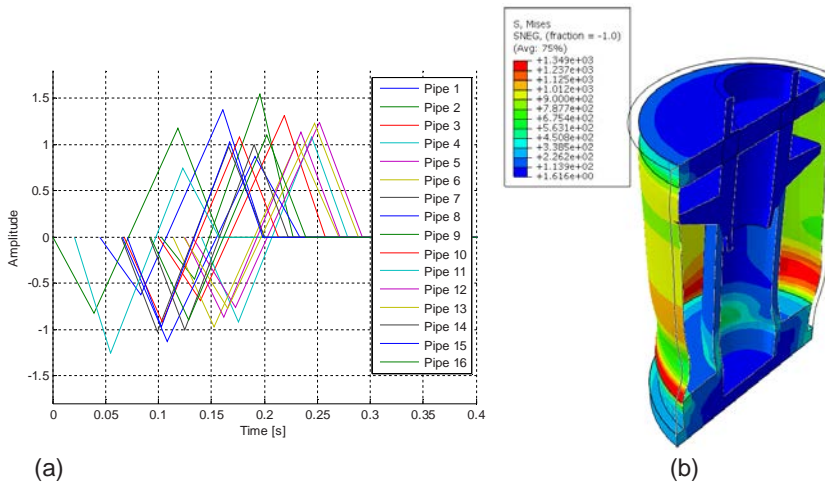 1.5
1
0.5
0
-0.5
-1
-1.5
Amplitude
0
0.05
0.1
0.15
0.2
0.25
0.3
0.35
0.4
Time [s]
Pipe 1
Pipe 2
Pipe 3
Pipe 4
Pipe 5
Pipe 6
Pipe 7
Pipe 8
Pipe 9
Pipe 10
Pipe 11
Pipe 12
Pipe 13
Pipe 14
Pipe 15
Pipe 16
(a)
S, Mises
SNEG, (fraction = -1.0)
(Avg: 75%)
+1.349e+03
+1.237e+03
+1.125e+03
+1.012e+03
+9.000e+02
+7.877e+02
+6.754e+02
+5.631e+02
+4.508e+02
+3.385e+02
+2.262e+02
+1.139e+02
+1.616e+00
(b)